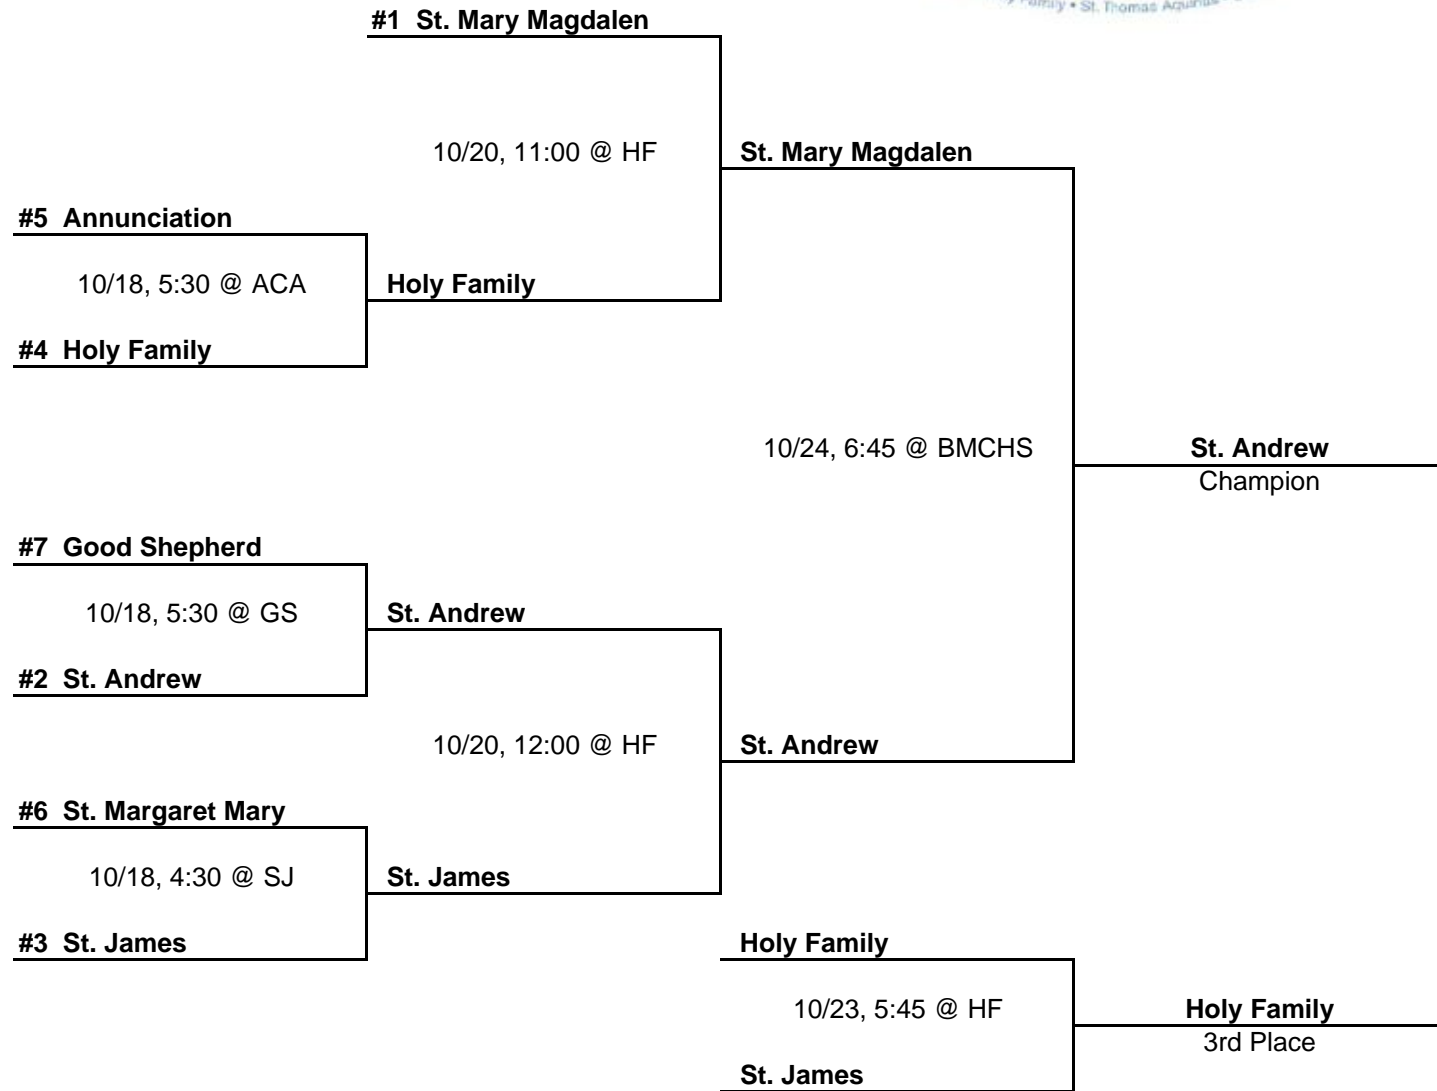 Family • St. Thomas Aquinas
#1 St. Mary Magdalen
10/20, 11:00 @ HF
St. Mary Magdalen
#5 Annunciation
10/18, 5:30 @ ACA
Holy Family
#4 Holy Family
10/24, 6:45 @ BMCHS
St. Andrew
Champion
#7 Good Shepherd
10/18, 5:30 @ GS
St. Andrew
#2 St. Andrew
10/20, 12:00 @ HF
St. Andrew
#6 St. Margaret Mary
10/18, 4:30 @ SJ
St. James
#3 St. James
Holy Family
10/23, 5:45 @ HF
Holy Family
3rd Place
St. James